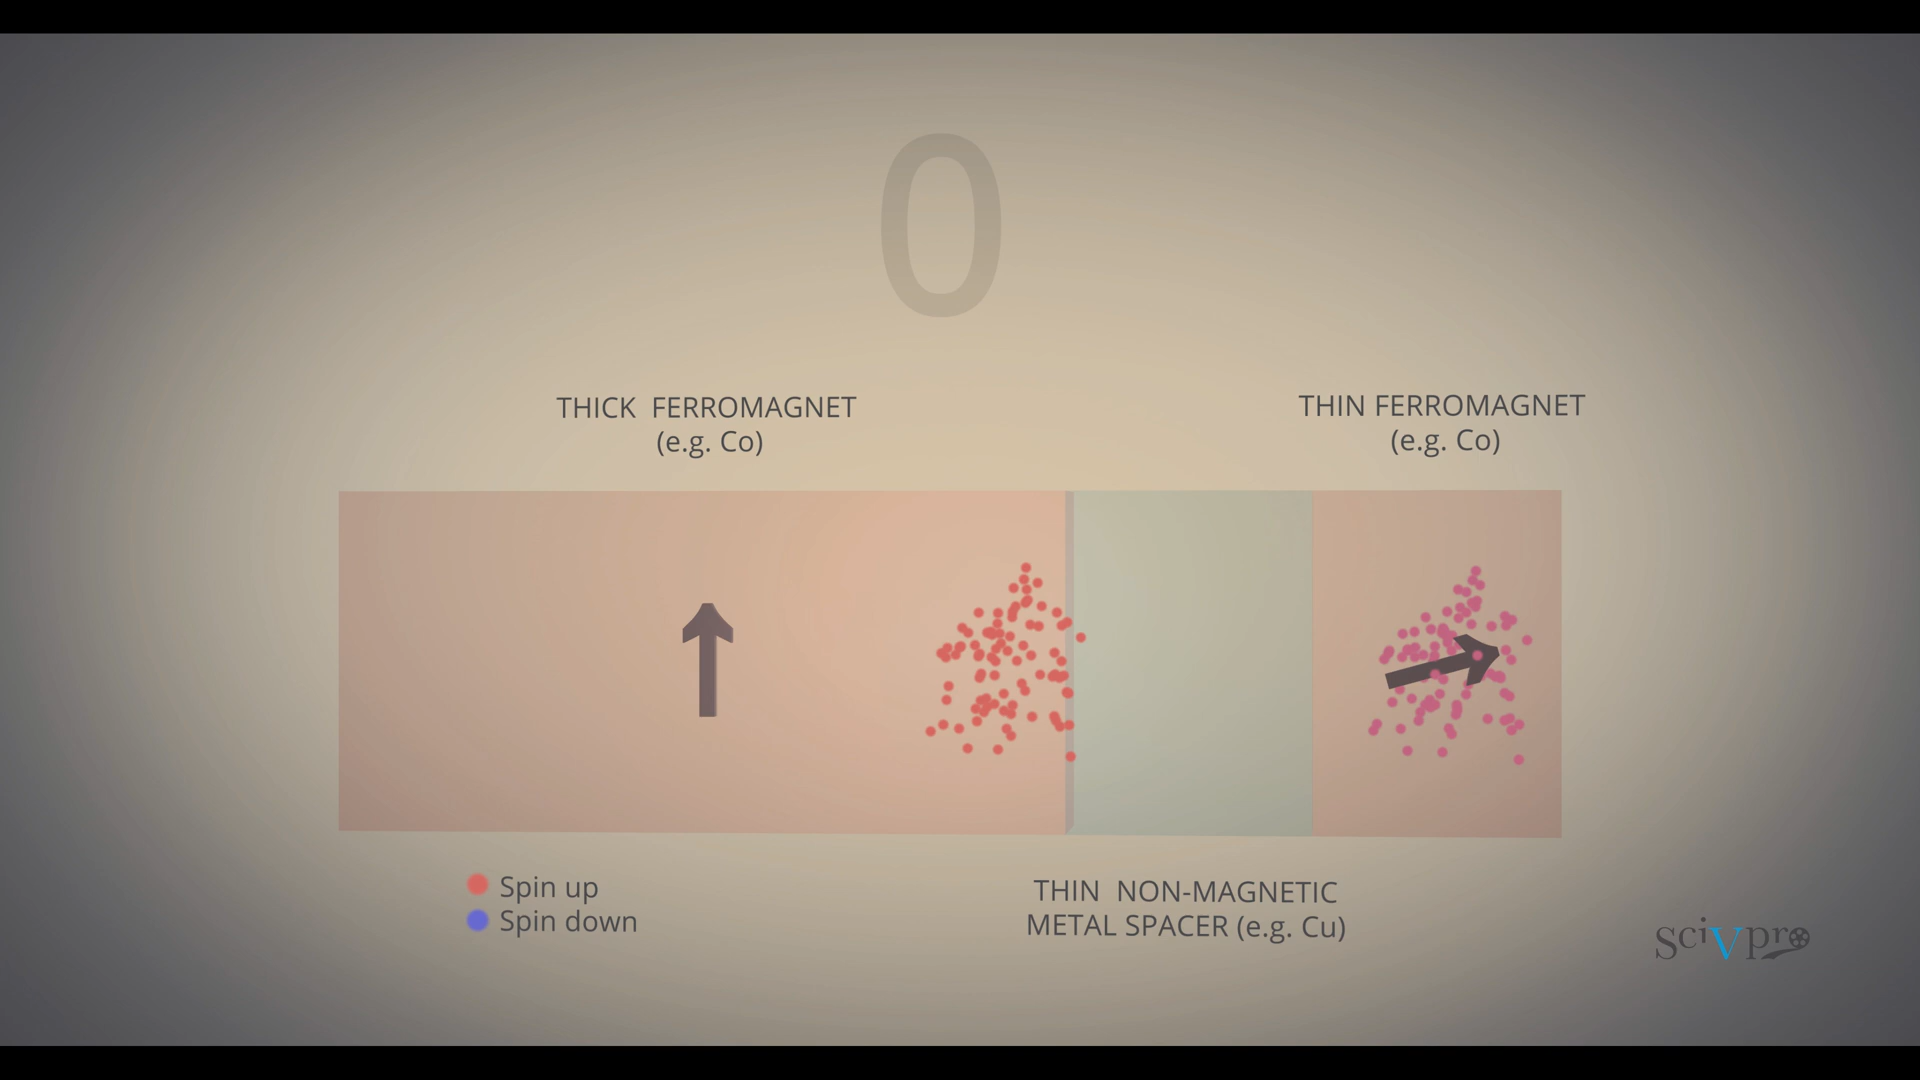 0
THICK FERROMAGNET
(e.g. Co)
THIN FERROMAGNET
(e.g. Co)
Spin up
Spin down
THIN NON-MAGNETIC
METAL SPACER (e.g. Cu)
sciVpro